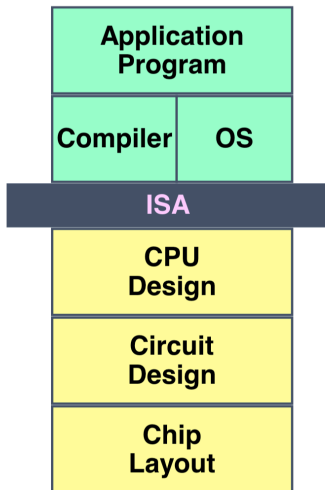 Application
Program
Compiler OS
ISA
CPU
Design
Circuit
Design
Chip
Layout